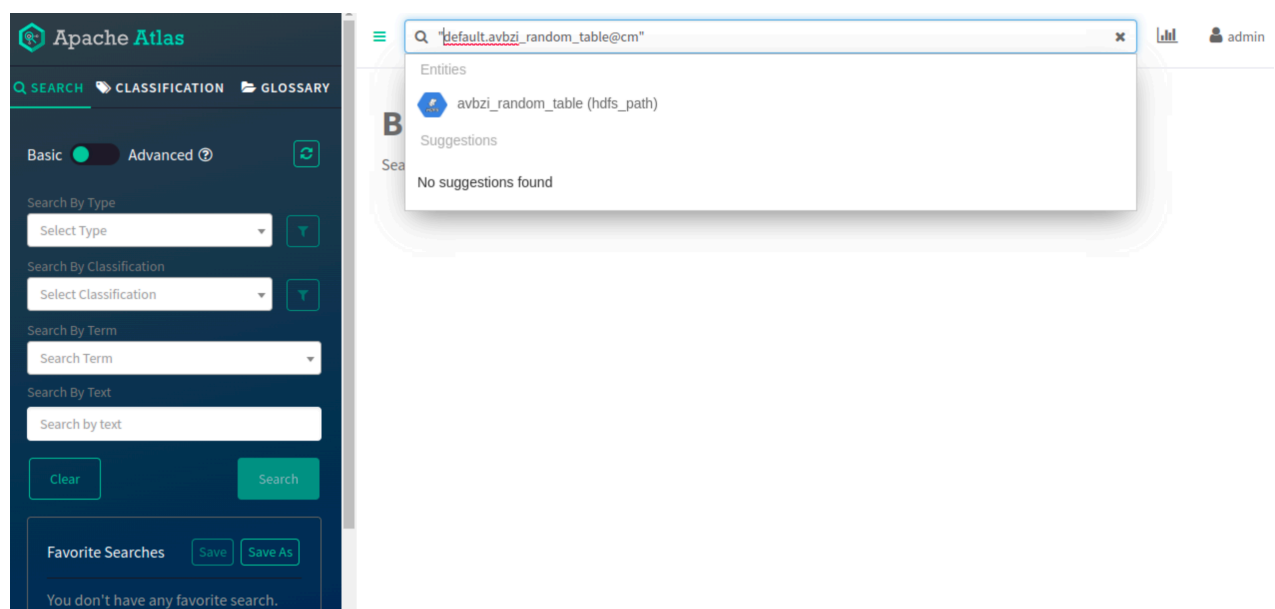 Apache Atlas
SEARCH CLASSIFICATION GLOSSARY
Basic Advanced
Search By Type
Select Type
Search By Classification
Select Classification
Search By Term
Search Term
Search By Text
Search by text
Clear Search
Favorite Searches Save Save As
You don't have any favorite search.
"default.avbzi_random_table@cm"
admin
Entities
avbzi_random_table (hdfs_path)
Suggestions
No suggestions found
B
Sea